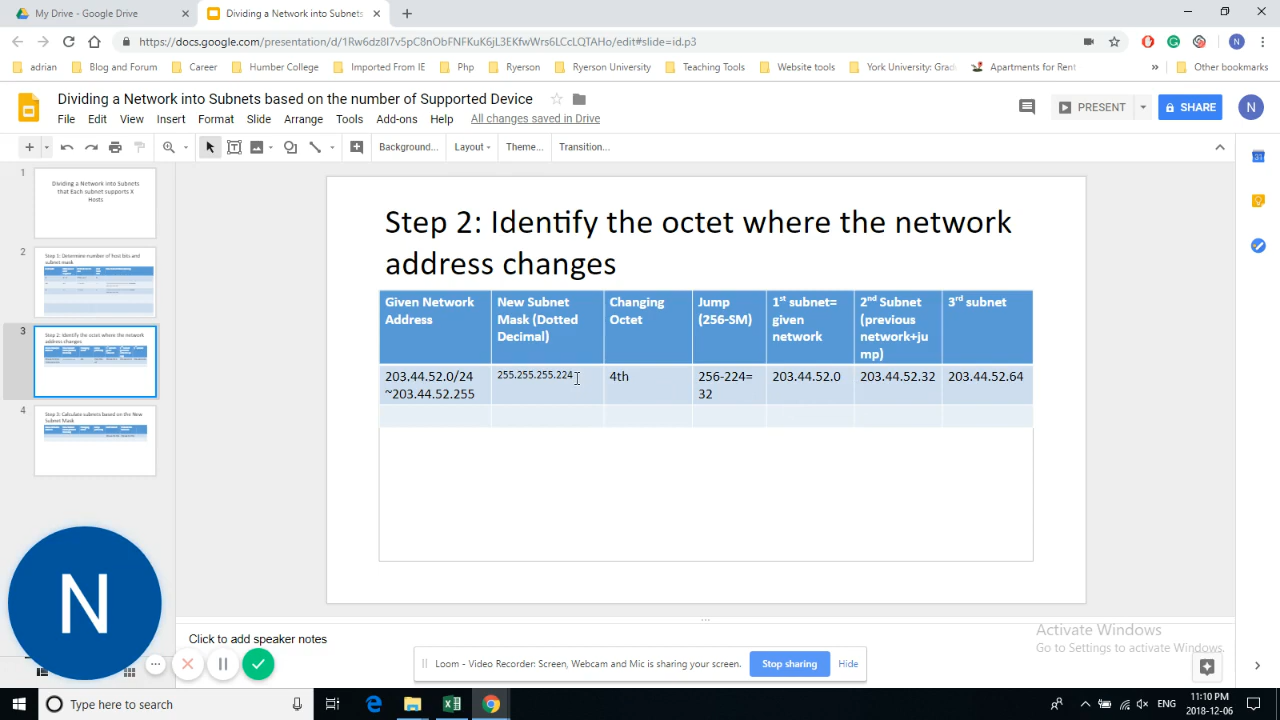 My Drive - Google Drive
Dividing a Network into Subnets
https://docs.google.com/presentation/d/1Rw6dz8I7v5pC8nObFNFKuK6jL3EKfwWrs6LCcLQTAHo/edit#slide=id.p3
N
adrian
Blog and Forum
Career
Humber College
Imported From IE
Php
Ryerson
Ryerson University
Teaching Tools
Website tools
York University: Grad
Apartments for Rent
»
Other bookmarks
Dividing a Network into Subnets based on the number of Supported Device
File Edit View Insert Format Slide Arrange Tools Add-ons Help All changes saved in Drive
PRESENT
SHARE
N
Background...
Layout
Theme...
Transition...
31
1
Dividing a Network into Subnets
that Each subnet supports X
Hosts
2
Step 1: Determine number of host bits and
subnet mask
3
Step 2: Identify the octet where the network
address changes
4
Step 3: Calculate subnets based on the New
Subnet Mask
Step 2: Identify the octet where the network
address changes
Given Network
Address
New Subnet
Mask (Dotted
Decimal)
Changing
Octet
Jump
(256-SM)
1st subnet=
given
network
2nd Subnet
(previous
network+ju
mp)
3rd subnet
203.44.52.0/24
~203.44.52.255
255.255.255.224
4th
256-224=
32
203.44.52.0
203.44.52.32
203.44.52.64
N
Click to add speaker notes
Activate Windows
Go to Settings to activate Windows.
Loom - Video Recorder: Screen, Webcam and Mic is sharing your screen.
Stop sharing
Hide
Type here to search
ENG
11:10 PM
2018-12-06